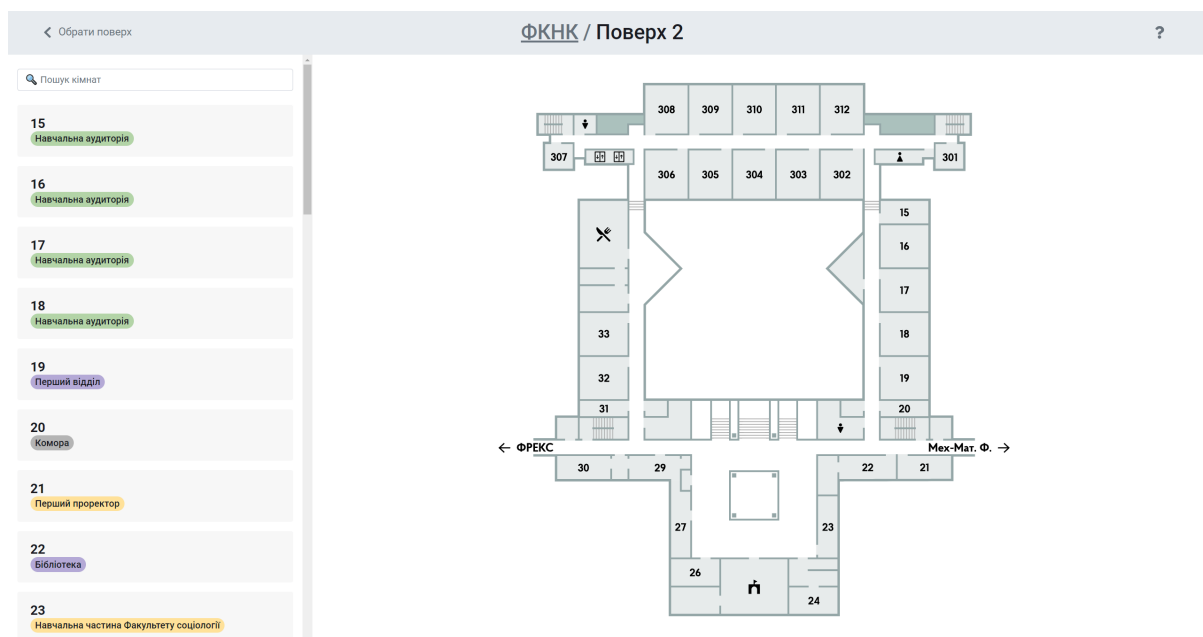 Обрати поверх
ФКНК / Поверх 2
?
Пошук кімнат
15
Навчальна аудиторія
16
Навчальна аудиторія
17
Навчальна аудиторія
18
Навчальна аудиторія
19
Перший відділ
20
Комора
21
Перший проректор
22
Бібліотека
23
Навчальна частина Факультету соціології
308 309 310 311 312
307 301
306 305 304 303 302
15
16
17
33 18
32 19
31 20
← ФРЕКС Мех-Мат. Ф. →
30 29 22 21
27 23
26
24